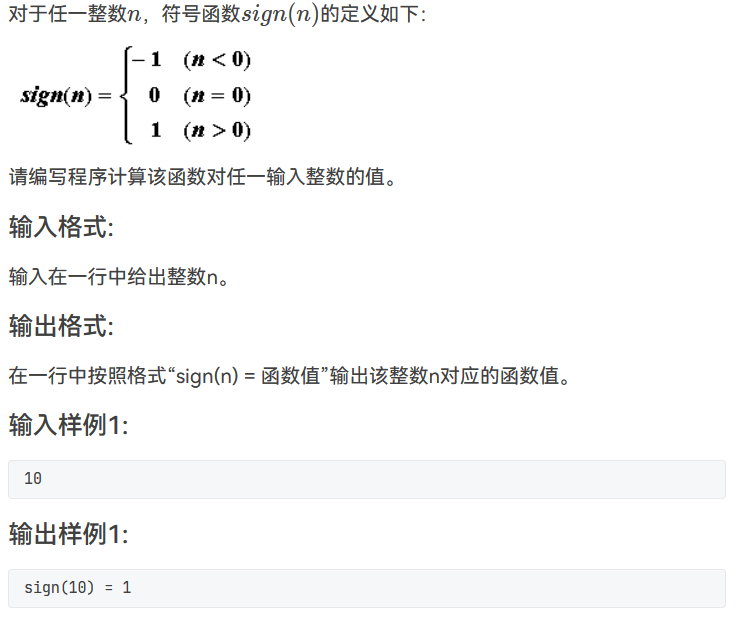 对于任一整数n，符号函数sign(n)的定义如下：
sign(n) = { -1 (n < 0)
0 (n = 0)
1 (n > 0)
请编写程序计算该函数对任一输入整数的值。
输入格式:
输入在一行中给出整数n。
输出格式:
在一行中按照格式“sign(n) = 函数值”输出该整数n对应的函数值。
输入样例1:
10
输出样例1:
sign(10) = 1